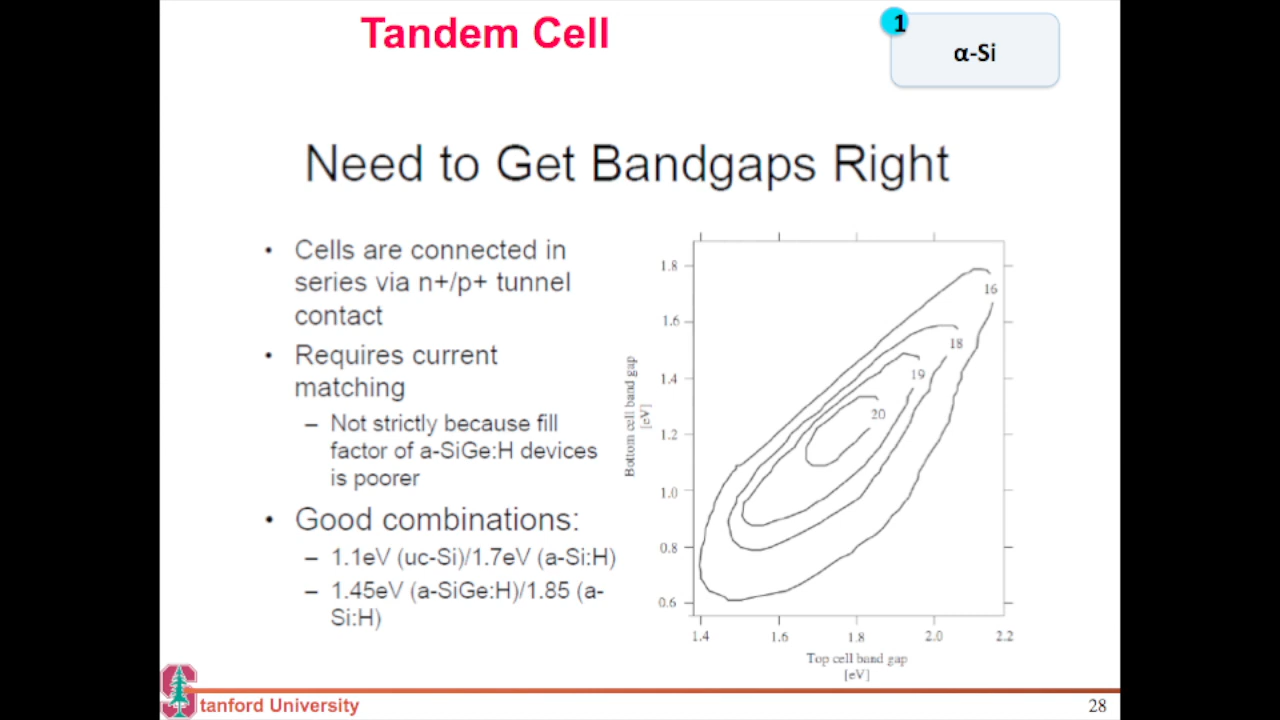 Tandem Cell
1
α-Si
Need to Get Bandgaps Right
• Cells are connected in
series via n+/p+ tunnel
contact
• Requires current
matching
– Not strictly because fill
factor of a-SiGe:H devices
is poorer
• Good combinations:
– 1.1eV (uc-Si)/1.7eV (a-Si:H)
– 1.45eV (a-SiGe:H)/1.85 (a-
Si:H)
Bottom cell band gap
[eV]
1.8
1.6
1.4
1.2
1.0
0.8
0.6
16
18
19
20
1.4 1.6 1.8 2.0 2.2
Top cell band gap
[eV]
S
tanford University
28